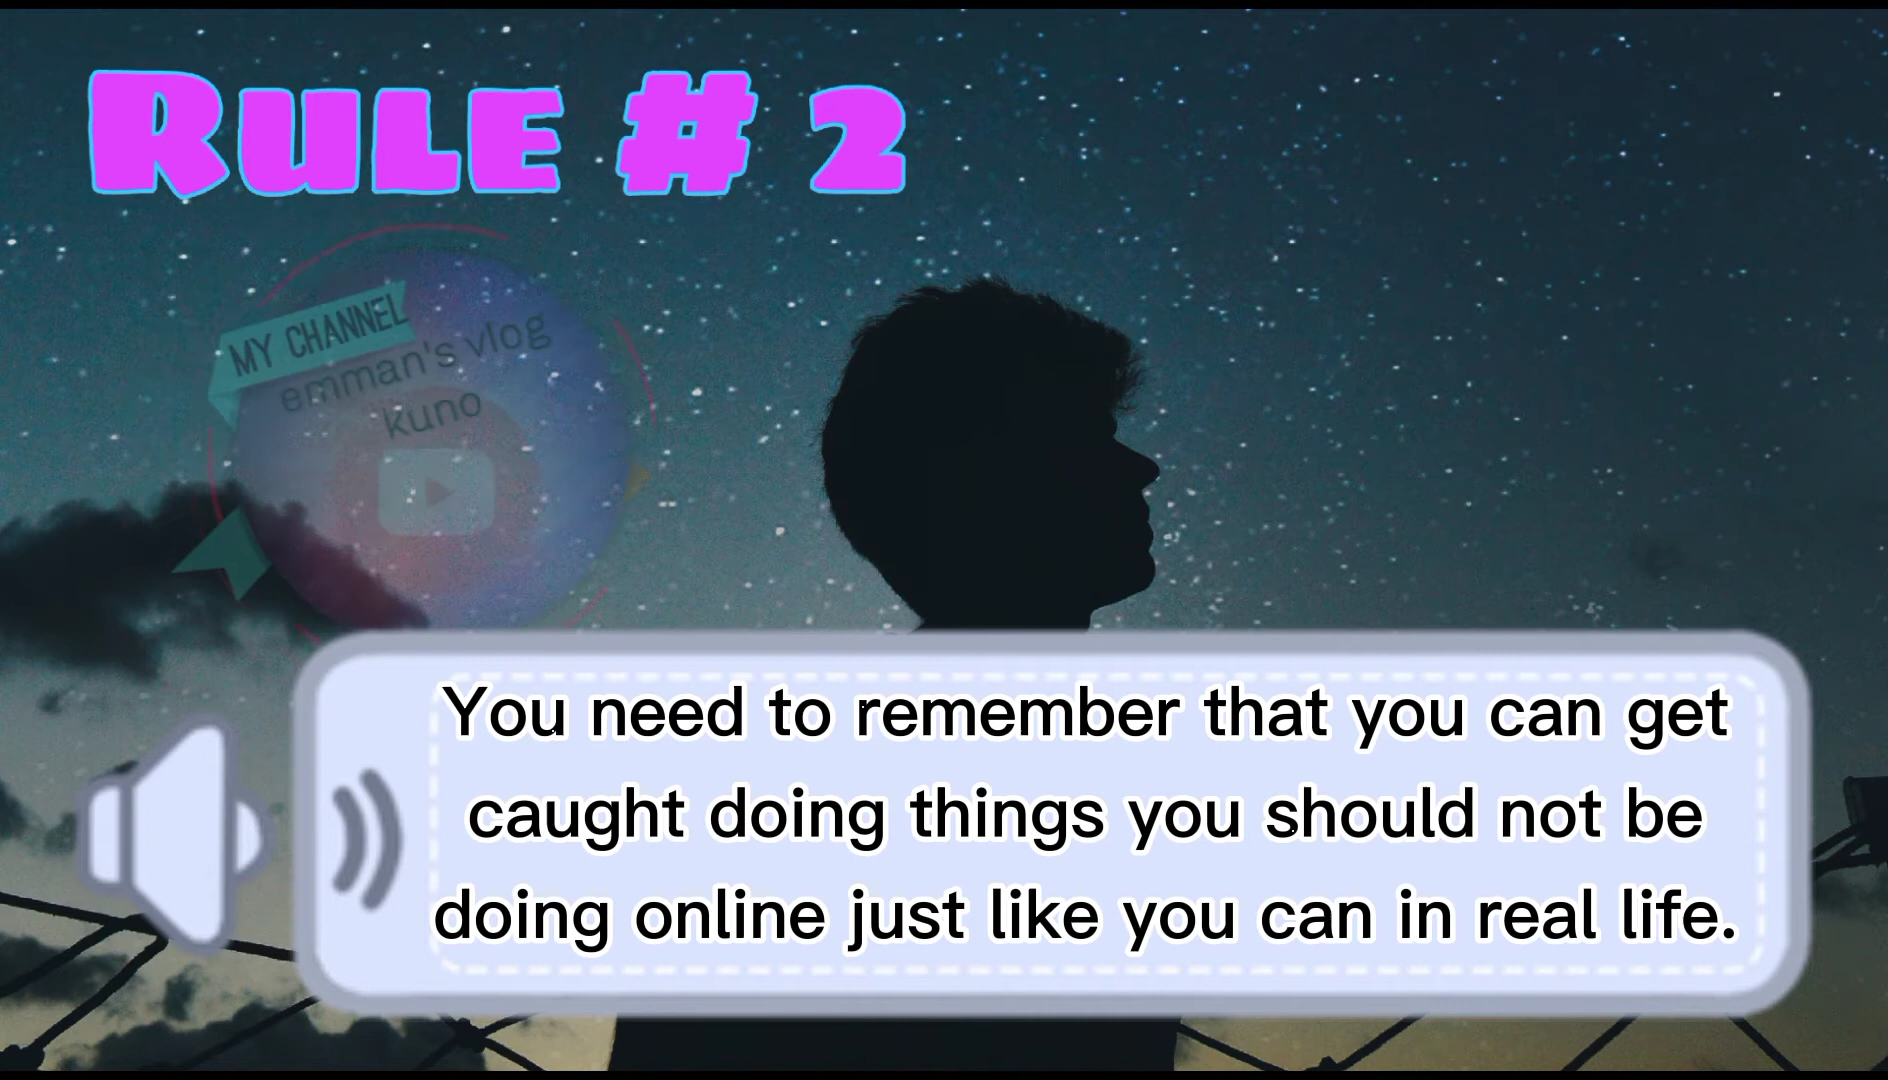 RULE # 2
MY CHANNEL
emman's vlog
kuno
You need to remember that you can get
caught doing things you should not be
doing online just like you can in real life.